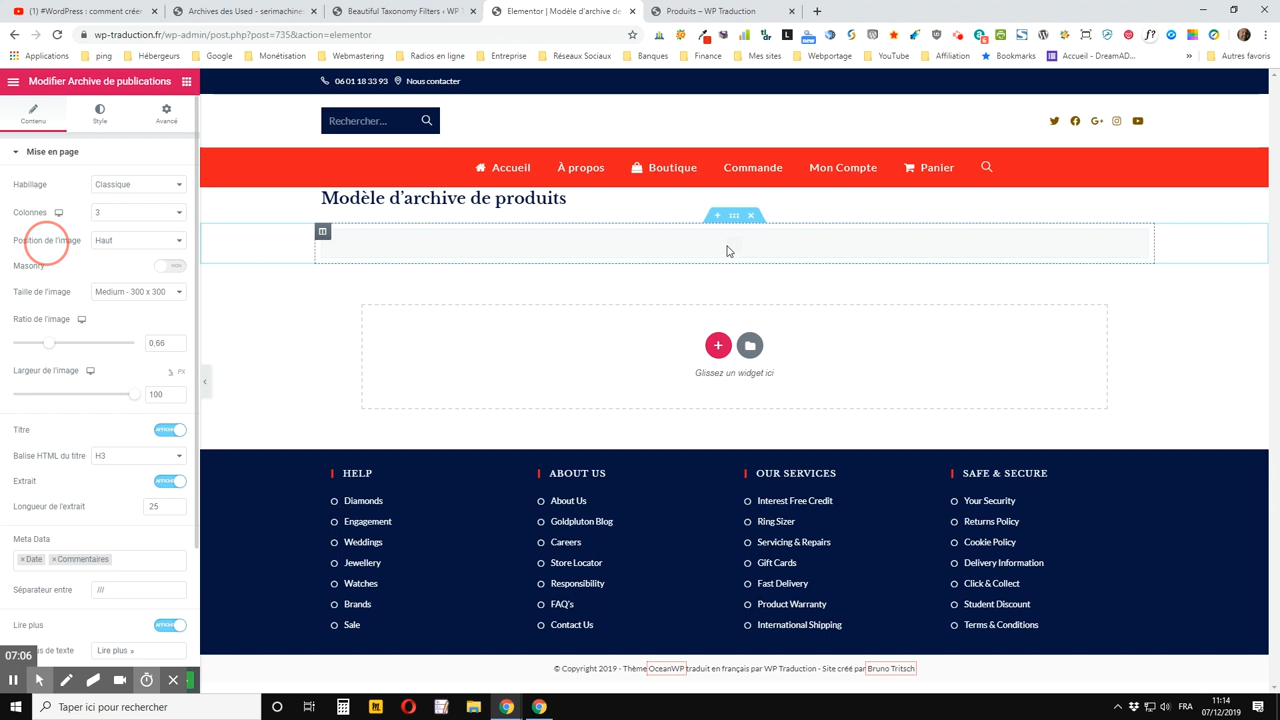 (1) #WordPress : comment créer
Archives des Used - serimachines
Beautiful Taxonomy Filters ‹ WP T
Elementor | Modèle d'archive de
Produits – WP-traduction
wp-traduction.fr/wp-admin/post.php?post=735&action=elementor
Applications
ping
Hébergeurs
Google
Monétisation
Webmastering
Radios en lignes
Entreprise
Réseaux Sociaux
Banques
Finance
Mes sites
Webportage
YouTube
Affiliation
Bookmarks
Accueil – DreamAD...
»
Autres favoris
Modifier Archive de publications
06 01 18 33 93
Nous contacter
Contenu
Style
Avancé
Rechercher...
Accueil
À propos
Boutique
Commande
Mon Compte
Panier
Modèle d'archive de produits
Mise en page
Habillage
Classique
Colonnes
3
Position de l'image
Haut
Masonry
NON
Taille de l'image
Medium - 300 x 300
Ratio de l'image
0,66
Largeur de l'image
% PX
100
Titre
AFFICHER
Balise HTML du titre
H3
Extrait
AFFICHER
Longueur de l'extrait
25
Meta Data
× Date
× Commentaires
Séparateur entre
///
Lire plus
AFFICHER
us de texte
Lire plus »
Glissez un widget ici
HELP
Diamonds
Engagement
Weddings
Jewellery
Watches
Brands
Sale
ABOUT US
About Us
Goldpluton Blog
Careers
Store Locator
Responsibility
FAQ's
Contact Us
OUR SERVICES
Interest Free Credit
Ring Sizer
Servicing & Repairs
Gift Cards
Fast Delivery
Product Warranty
International Shipping
SAFE & SECURE
Your Security
Returns Policy
Cookie Policy
Delivery Information
Click & Collect
Student Discount
Terms & Conditions
© Copyright 2019 - Thème OceanWP traduit en français par WP Traduction - Site créé par Bruno Tritsch
07:06
Taper ici pour rechercher
FRA
11:14
07/12/2019